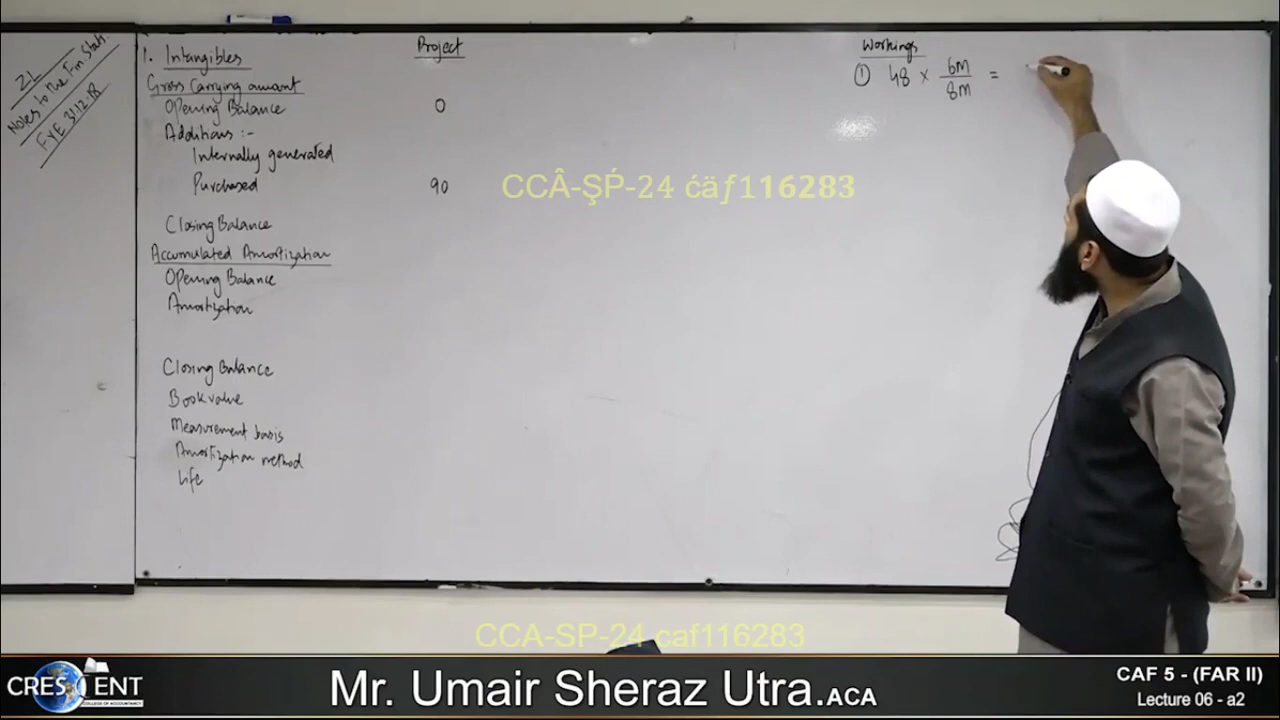 ZL
Notes to the Fin. Stats.
FYE 31.12.18
1. Intangibles
Project
Gross Carrying amount
Opening Balance 0
Additions :-
Internally generated
Purchased 90
Closing Balance
Accumulated Amortization
Opening Balance
Amortization
Closing Balance
Book value
Measurement basis
Amortization method
Life
Workings
① 48 × 6M/8M =
CCÂ-ŞṔ-24 ćäƒ116283
CCA-SP-24 caf116283
CRESCENT
COLLEGE OF ACCOUNTANCY
Mr. Umair Sheraz Utra.ACA
CAF 5 - (FAR II)
Lecture 06 - a2